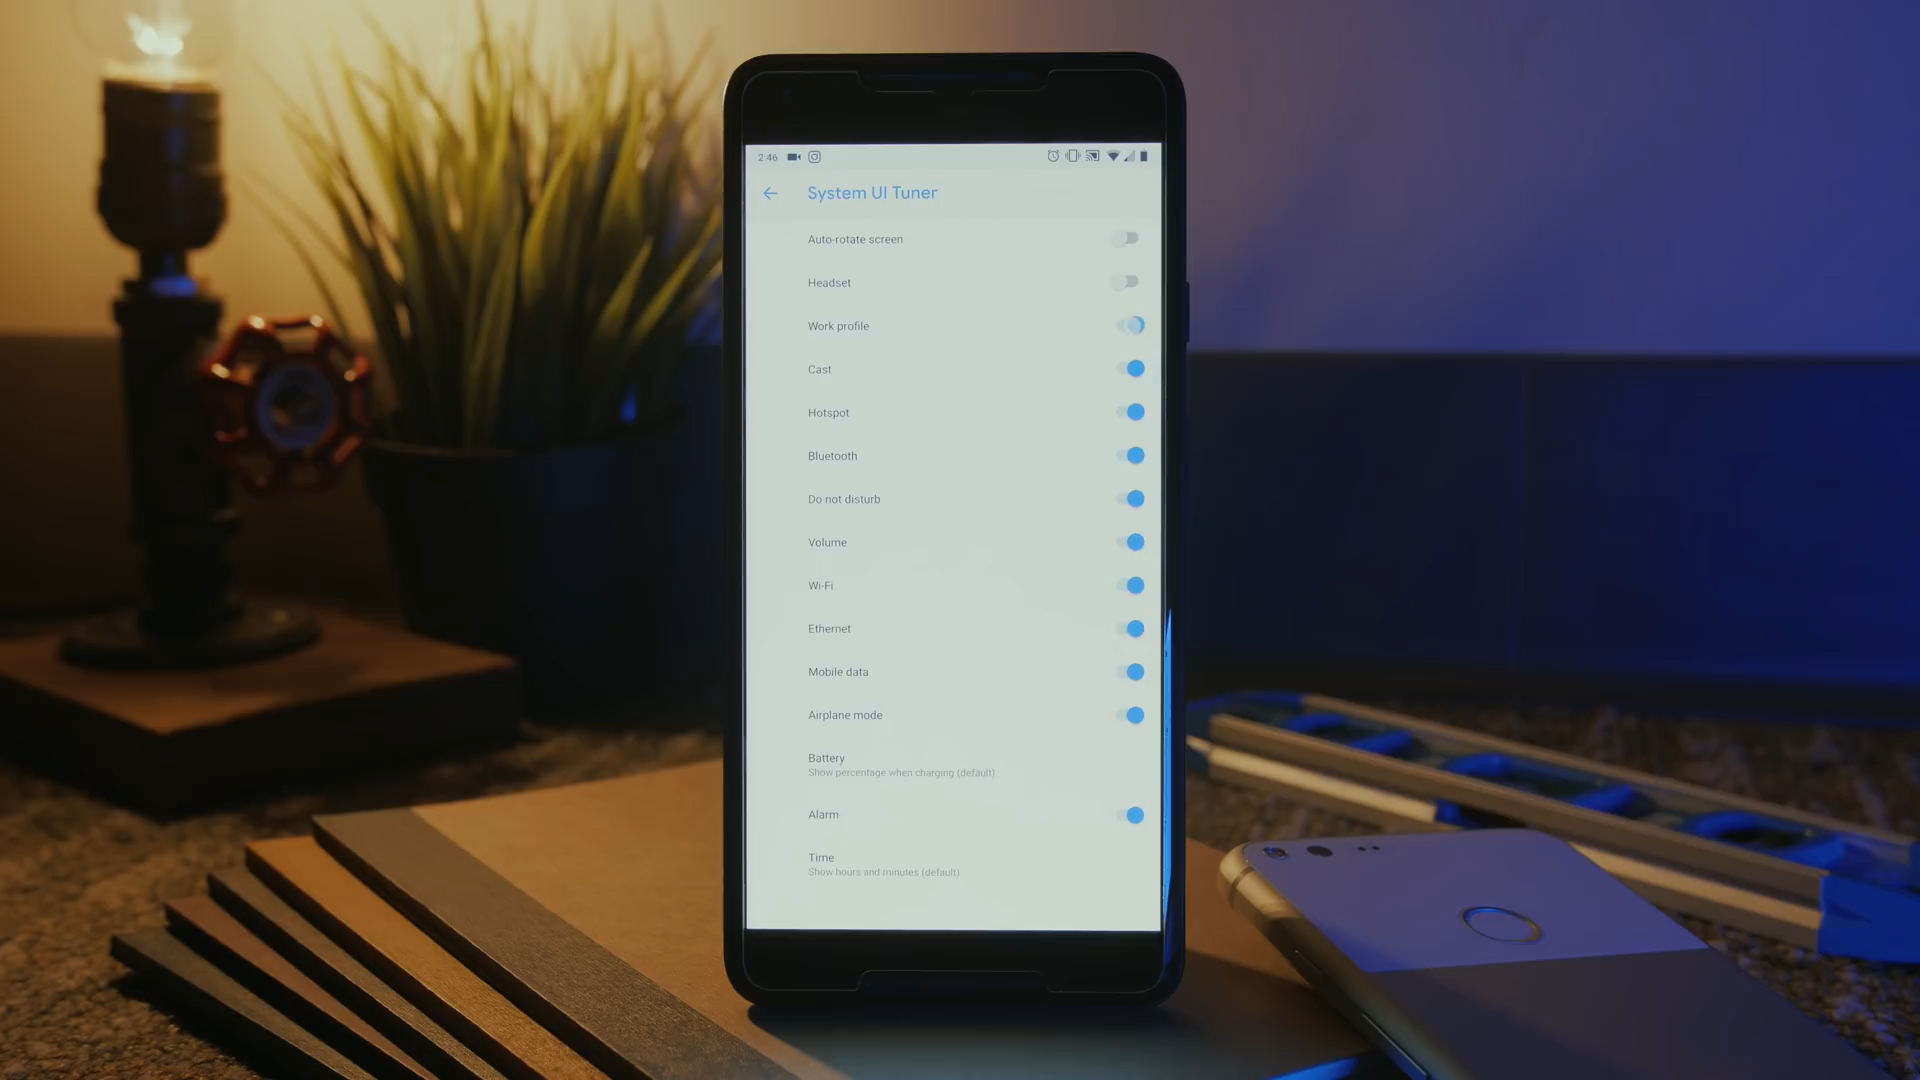 2:46
System UI Tuner
Auto-rotate screen
Headset
Work profile
Cast
Hotspot
Bluetooth
Do not disturb
Volume
Wi-Fi
Ethernet
Mobile data
Airplane mode
Battery
Show percentage when charging (default)
Alarm
Time
Show hours and minutes (default)